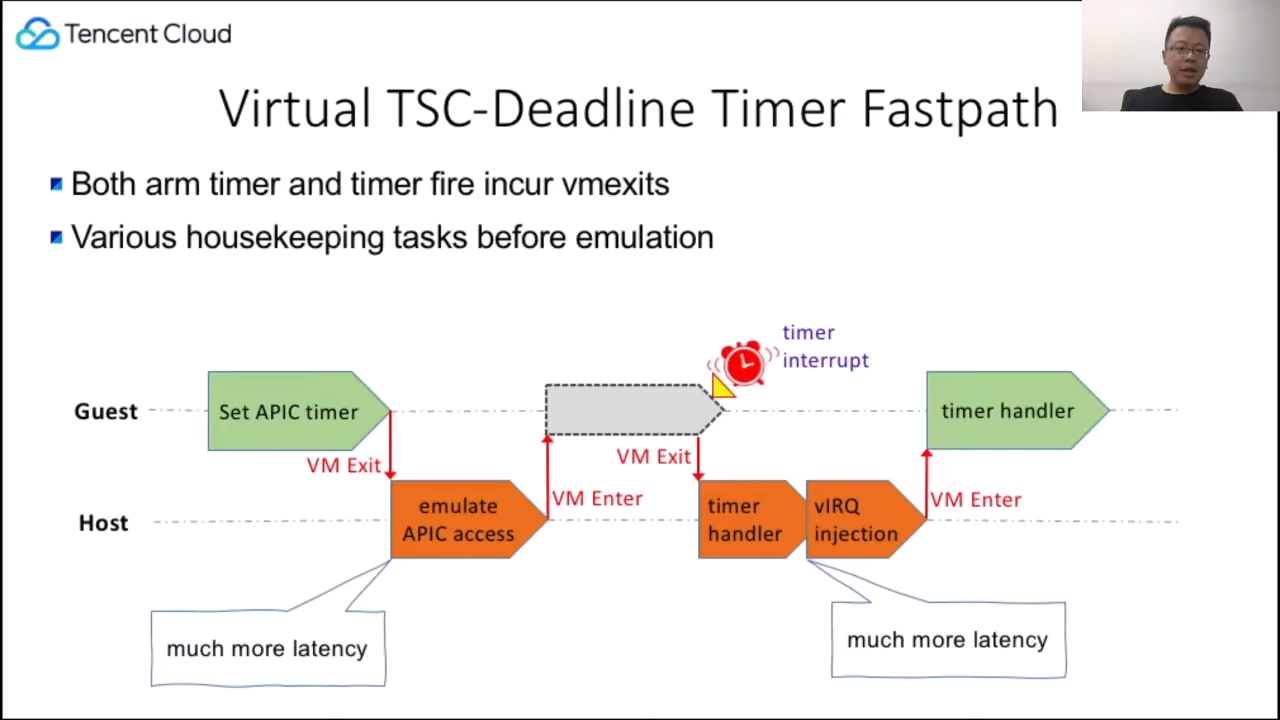 Tencent Cloud
Virtual TSC-Deadline Timer Fastpath
Both arm timer and timer fire incur vmexits
Various housekeeping tasks before emulation
timer
interrupt
Guest
Set APIC timer
timer handler
VM Exit
VM Exit
VM Enter
VM Enter
Host
emulate
APIC access
timer
handler
vIRQ
injection
much more latency
much more latency